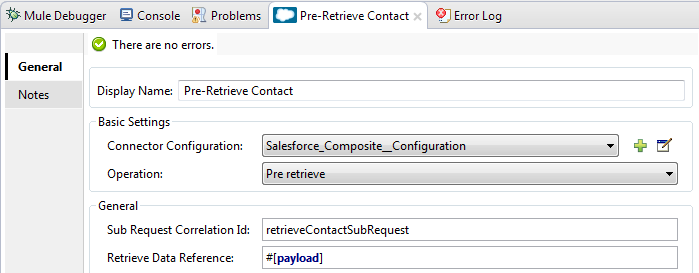 Mule Debugger Console Problems Pre-Retrieve Contact Error Log
There are no errors.
General
Notes
Display Name: Pre-Retrieve Contact
Basic Settings
Connector Configuration: Salesforce_Composite__Configuration
Operation: Pre retrieve
General
Sub Request Correlation Id: retrieveContactSubRequest
Retrieve Data Reference: #[payload]